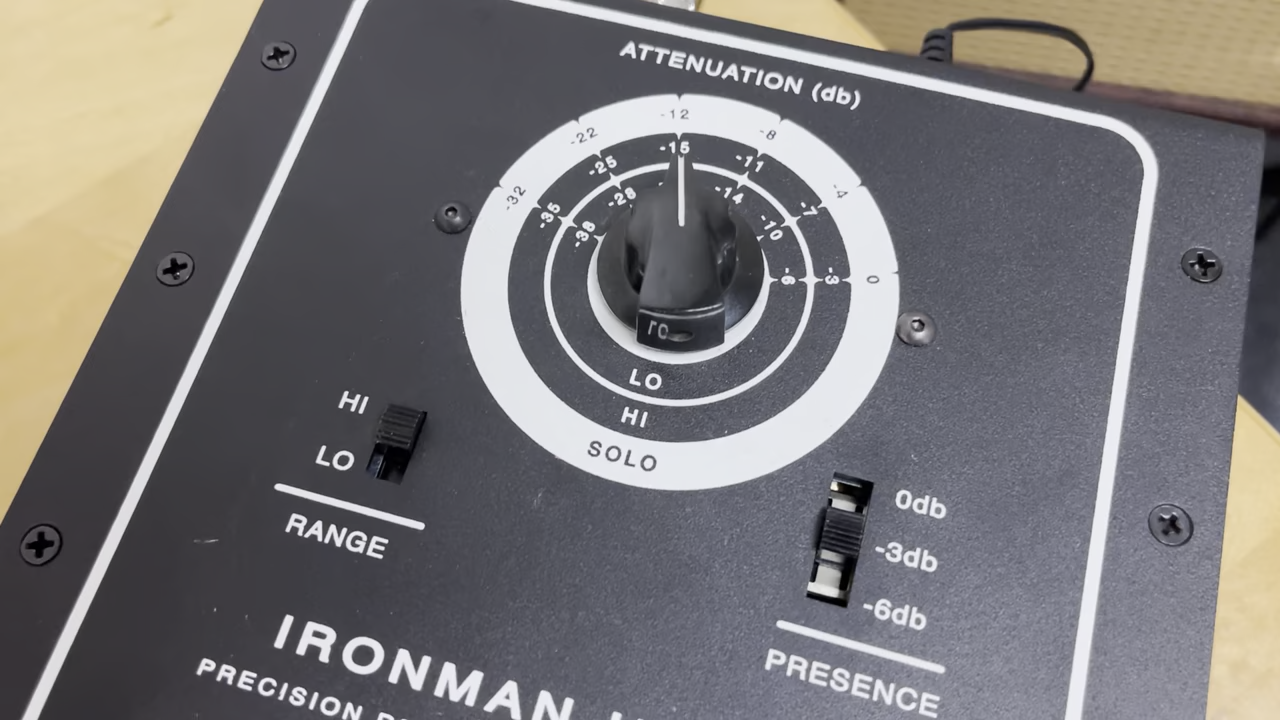 ATTENUATION (db)
-32 -22 -12 -8 -4 0
-35 -25 -15 -11 -7 -3
-38 -28 -14 -10 -6
LO
HI
SOLO
HI
LO
RANGE
0db
-3db
-6db
PRESENCE
IRONMAN
PRECISION